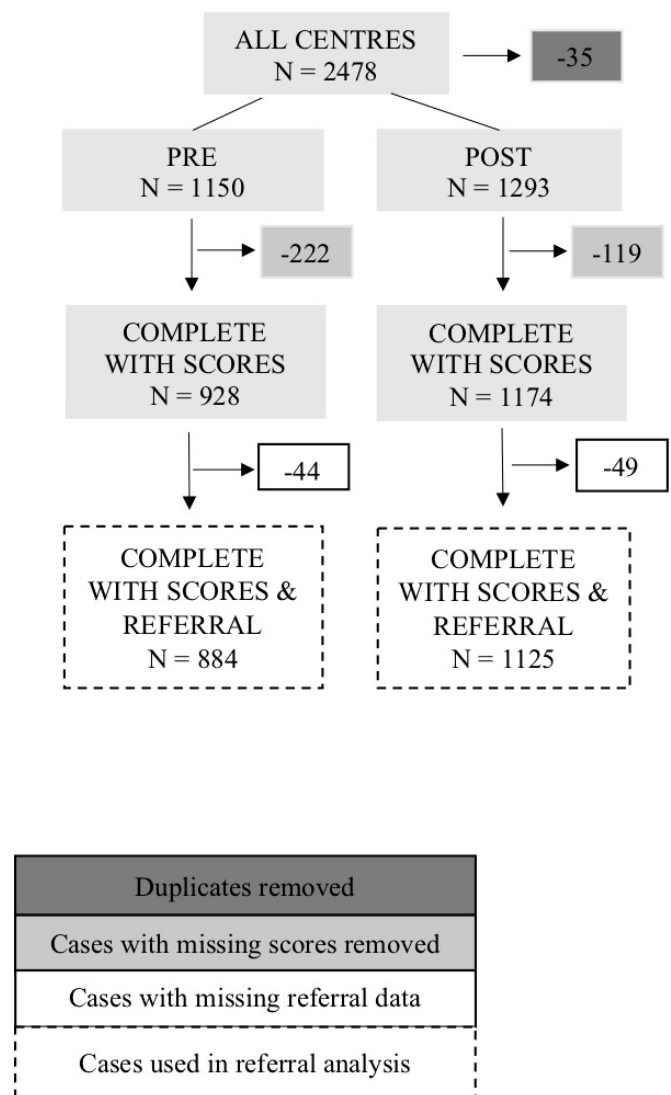 ALL CENTRES
N = 2478
-35
PRE
N = 1150
POST
N = 1293
-222
-119
COMPLETE
WITH SCORES
N = 928
COMPLETE
WITH SCORES
N = 1174
-44
-49
COMPLETE
WITH SCORES &
REFERRAL
N = 884
COMPLETE
WITH SCORES &
REFERRAL
N = 1125
Duplicates removed
Cases with missing scores removed
Cases with missing referral data
Cases used in referral analysis